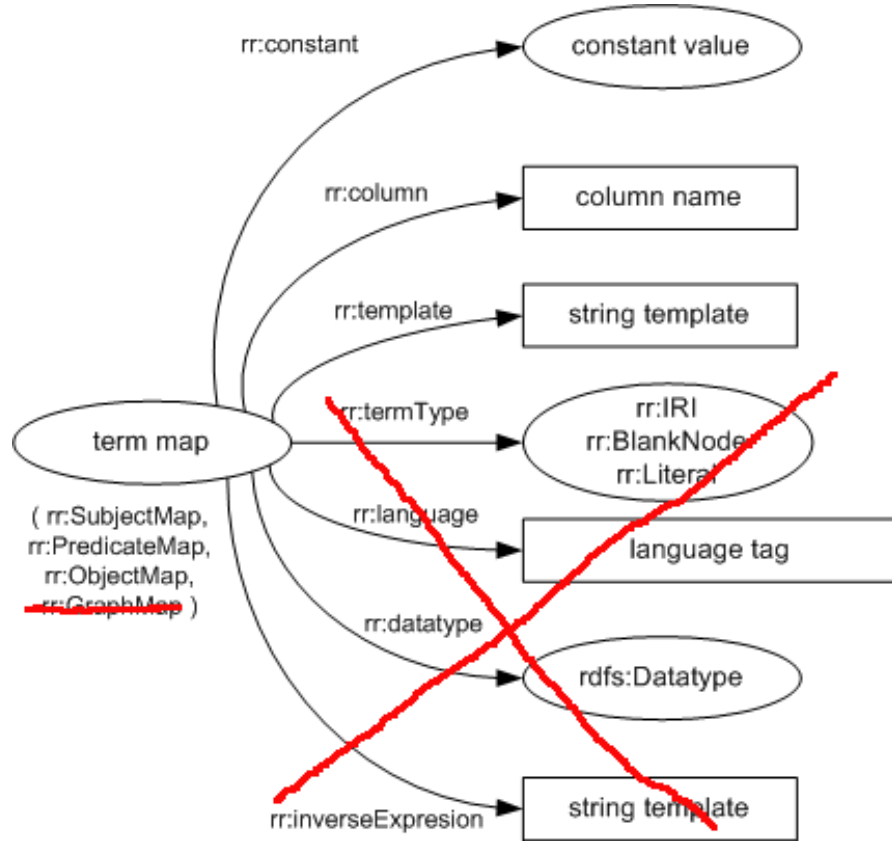 rr:constant
constant value
rr:column
column name
rr:template
string template
rr:termType
rr:IRI
rr:BlankNode
rr:Literal
term map
( rr:SubjectMap,
rr:PredicateMap,
rr:ObjectMap,
rr:GraphMap )
rr:language
language tag
rr:datatype
rdfs:Datatype
rr:inverseExpresion
string template